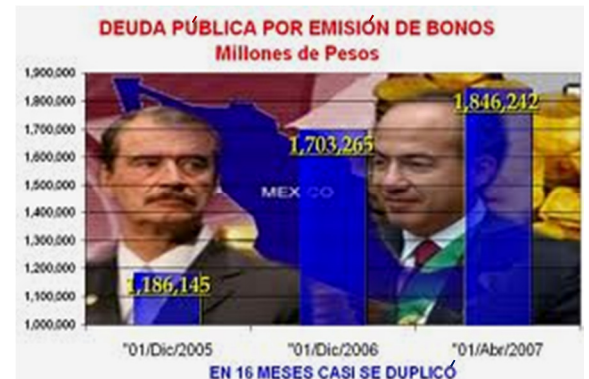 DEUDA PÚBLICA POR EMISIÓN DE BONOS
Millones de Pesos
1,900,000
1,800,000
1,700,000
1,600,000
1,500,000
1,400,000
1,300,000
1,200,000
1,100,000
1,000,000
1,186,145
1,703,265
1,846,242
MEXICO
"01/Dic/2005 "01/Dic/2006 "01/Abr/2007
EN 16 MESES CASI SE DUPLICÓ